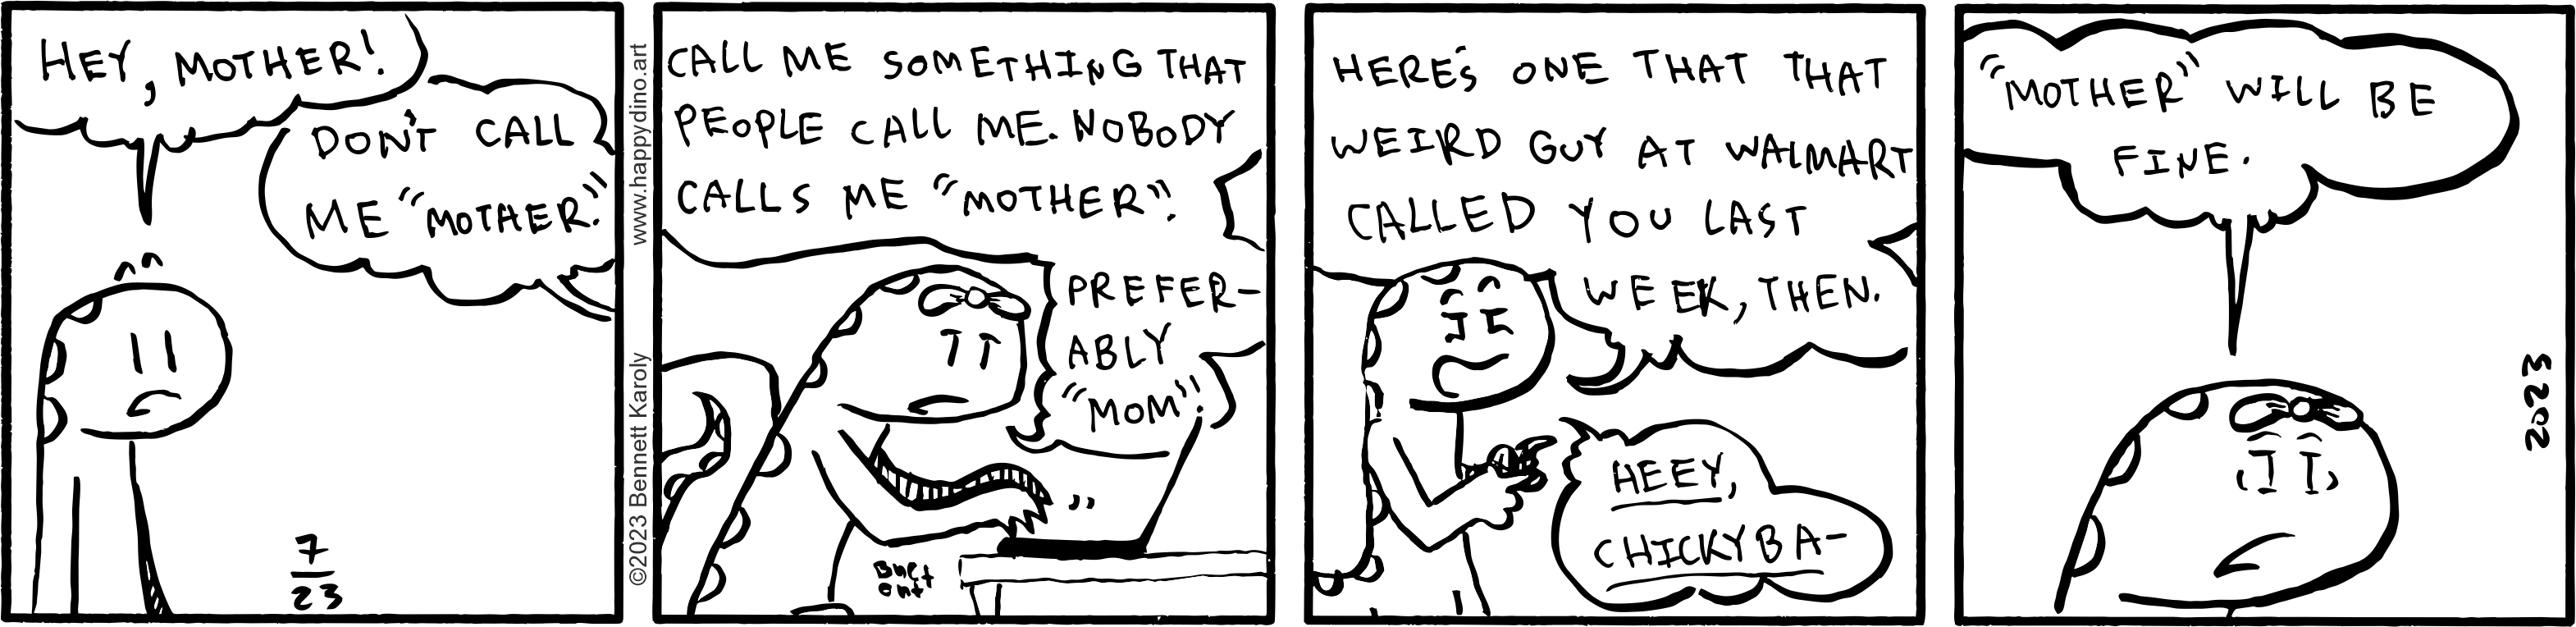 HEY, MOTHER!
DON'T CALL
ME "MOTHER."
7
23
www.happydino.art
©2023 Bennett Karoly
CALL ME SOMETHING THAT
PEOPLE CALL ME. NOBODY
CALLS ME "MOTHER".
PREFER-
ABLY
"MOM"!
HERE'S ONE THAT THAT
WEIRD GUY AT WALMART
CALLED YOU LAST
WEEK, THEN.
HEEY,
CHICKYBA-
"MOTHER" WILL BE
FINE.
2023